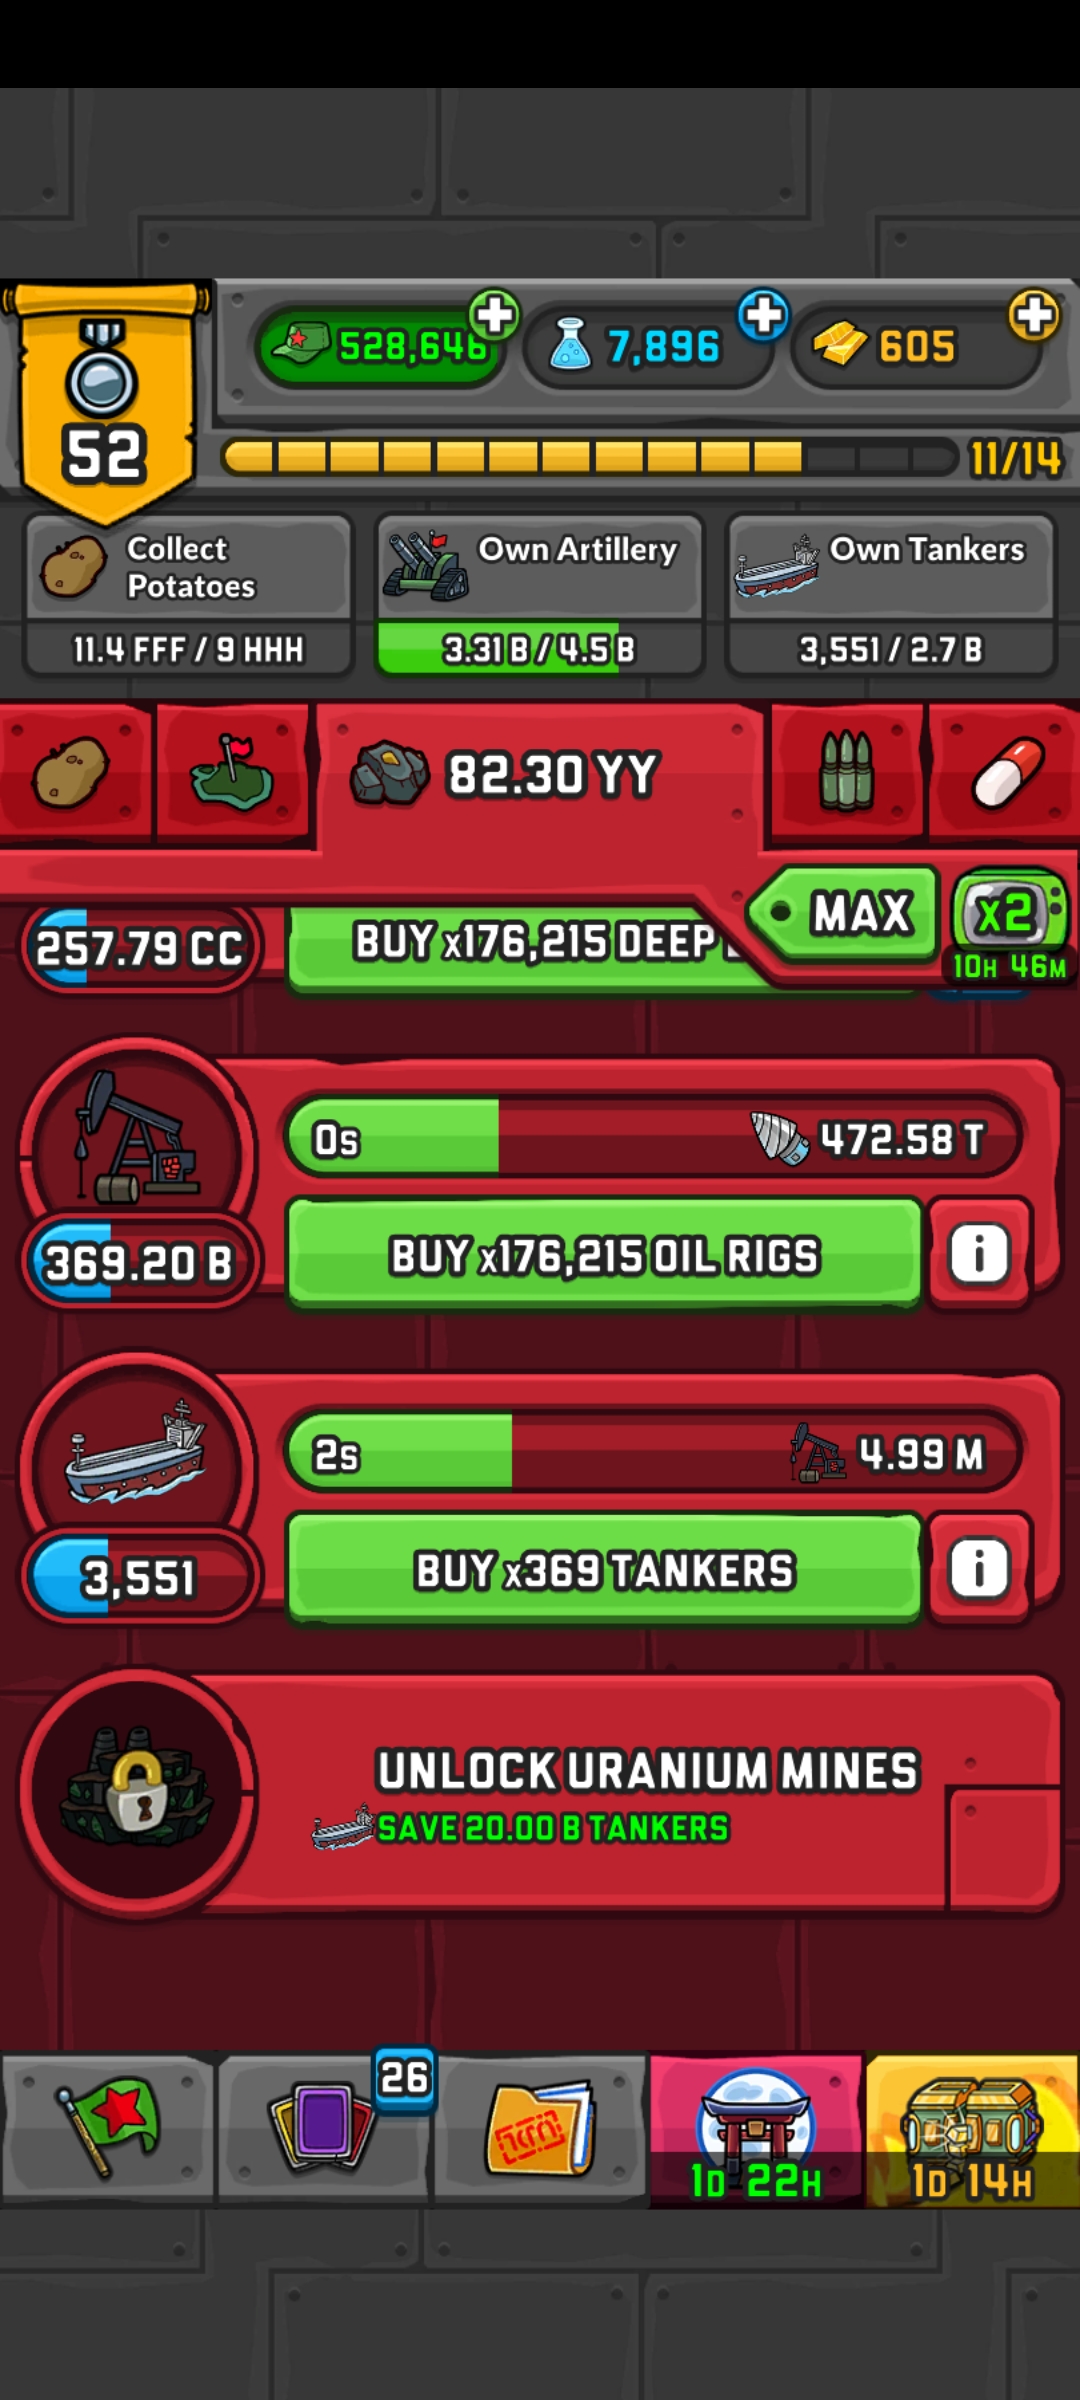 528,646
7,896
605
52
11/14
Collect
Potatoes
11.4 FFF / 9 HHH
Own Artillery
3.31 B / 4.5 B
Own Tankers
3,551 / 2.7 B
82.30 YY
MAX
x2
10H 46M
257.79 CC
BUY x176,215 DEEP
0s
472.58 T
369.20 B
BUY x176,215 OIL RIGS
i
2s
4.99 M
3,551
BUY x369 TANKERS
i
UNLOCK URANIUM MINES
SAVE 20.00 B TANKERS
26
1D 22H
1D 14H